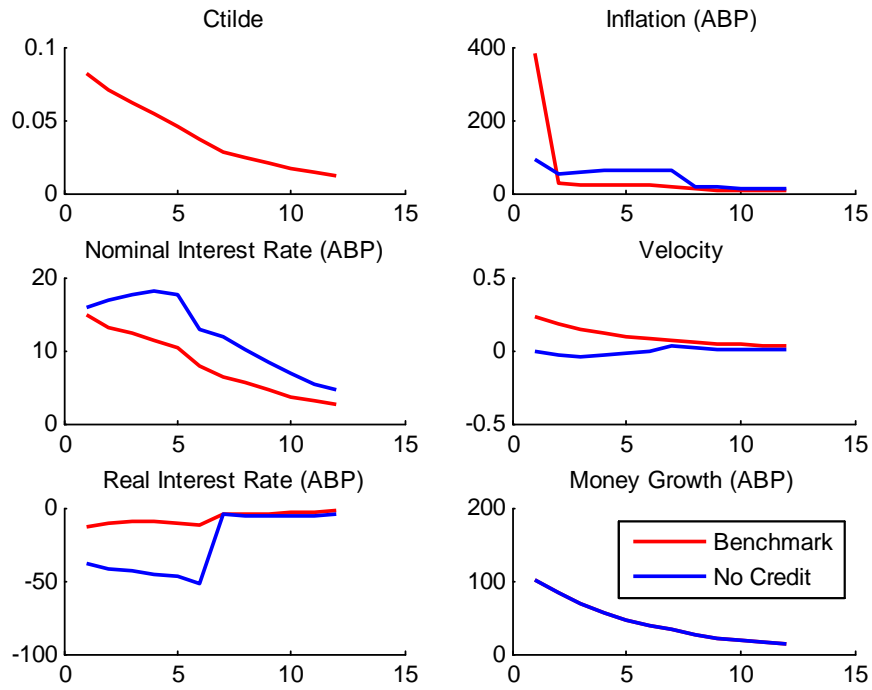 Ctilde
0.1
0.05
0
0 5 10 15
Inflation (ABP)
400
200
0
0 5 10 15
Nominal Interest Rate (ABP)
20
10
0
0 5 10 15
Velocity
0.5
0
-0.5
0 5 10 15
Real Interest Rate (ABP)
0
-50
-100
0 5 10 15
Money Growth (ABP)
200
100
0
0 5 10 15
Benchmark
No Credit